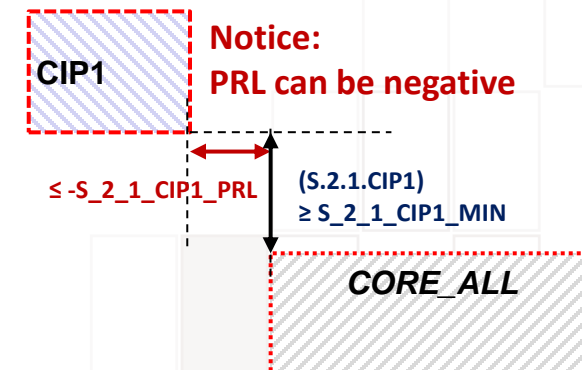 Notice:
CIP1
PRL can be negative
≤ -S_2_1_CIP1_PRL
(S.2.1.CIP1)
≥ S_2_1_CIP1_MIN
CORE_ALL